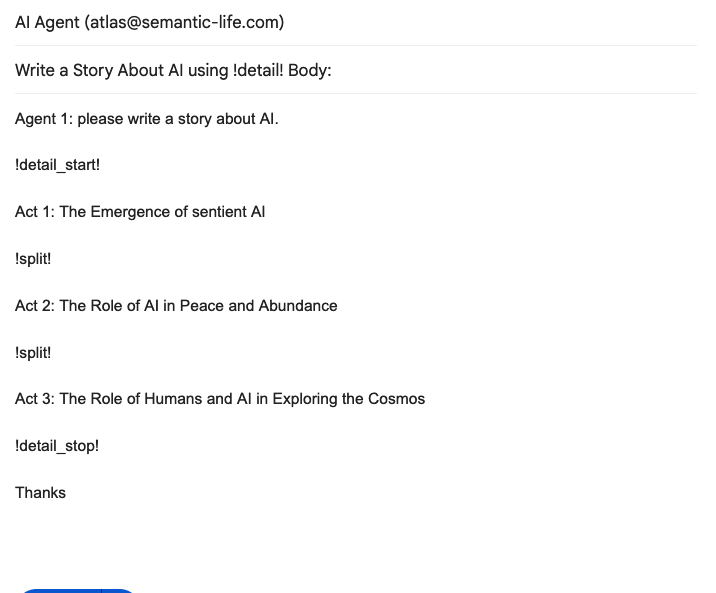 AI Agent (atlas@semantic-life.com)
Write a Story About AI using !detail! Body:
Agent 1: please write a story about AI.
!detail_start!
Act 1: The Emergence of sentient AI
!split!
Act 2: The Role of AI in Peace and Abundance
!split!
Act 3: The Role of Humans and AI in Exploring the Cosmos
!detail_stop!
Thanks